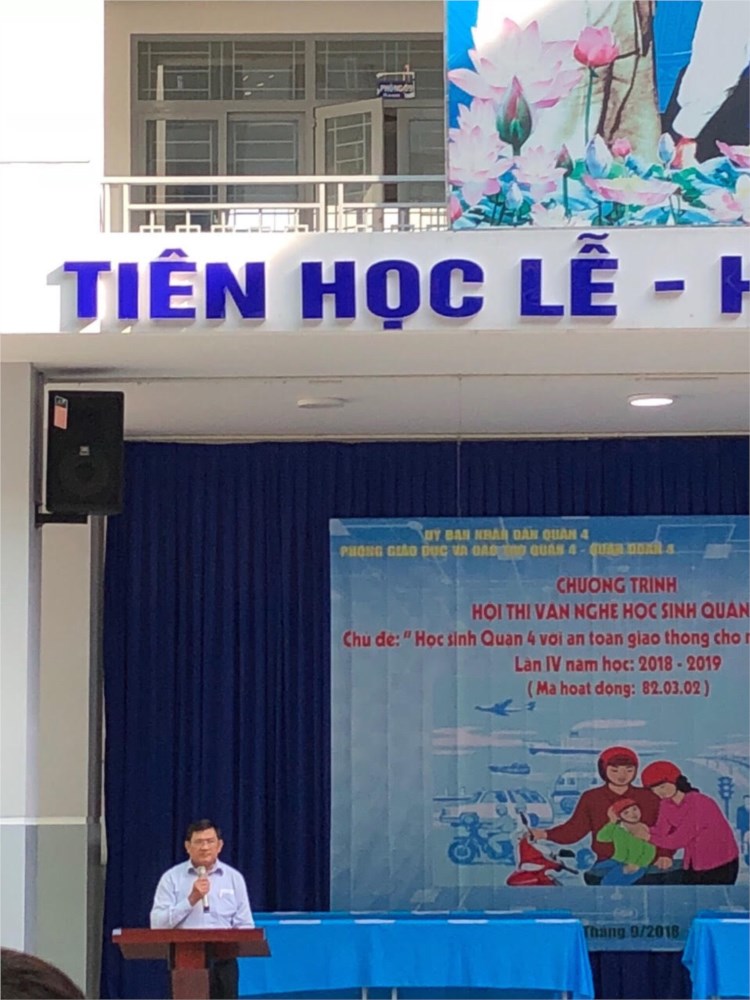 PHÒNG
TIÊN HỌC LỄ - H
ỦY BAN NHÂN DÂN QUẬN 4
PHÒNG GIÁO DỤC VÀ ĐÀO TẠO QUẬN 4 - QUẬN ĐOÀN 4
CHƯƠNG TRÌNH
HỘI THI VĂN NGHỆ HỌC SINH QUẬN
Chủ đề: "Học sinh Quận 4 với an toàn giao thông cho
Lần IV năm học: 2018 - 2019
( Mã hoạt động: 82.03.02 )
Tháng 9/2018